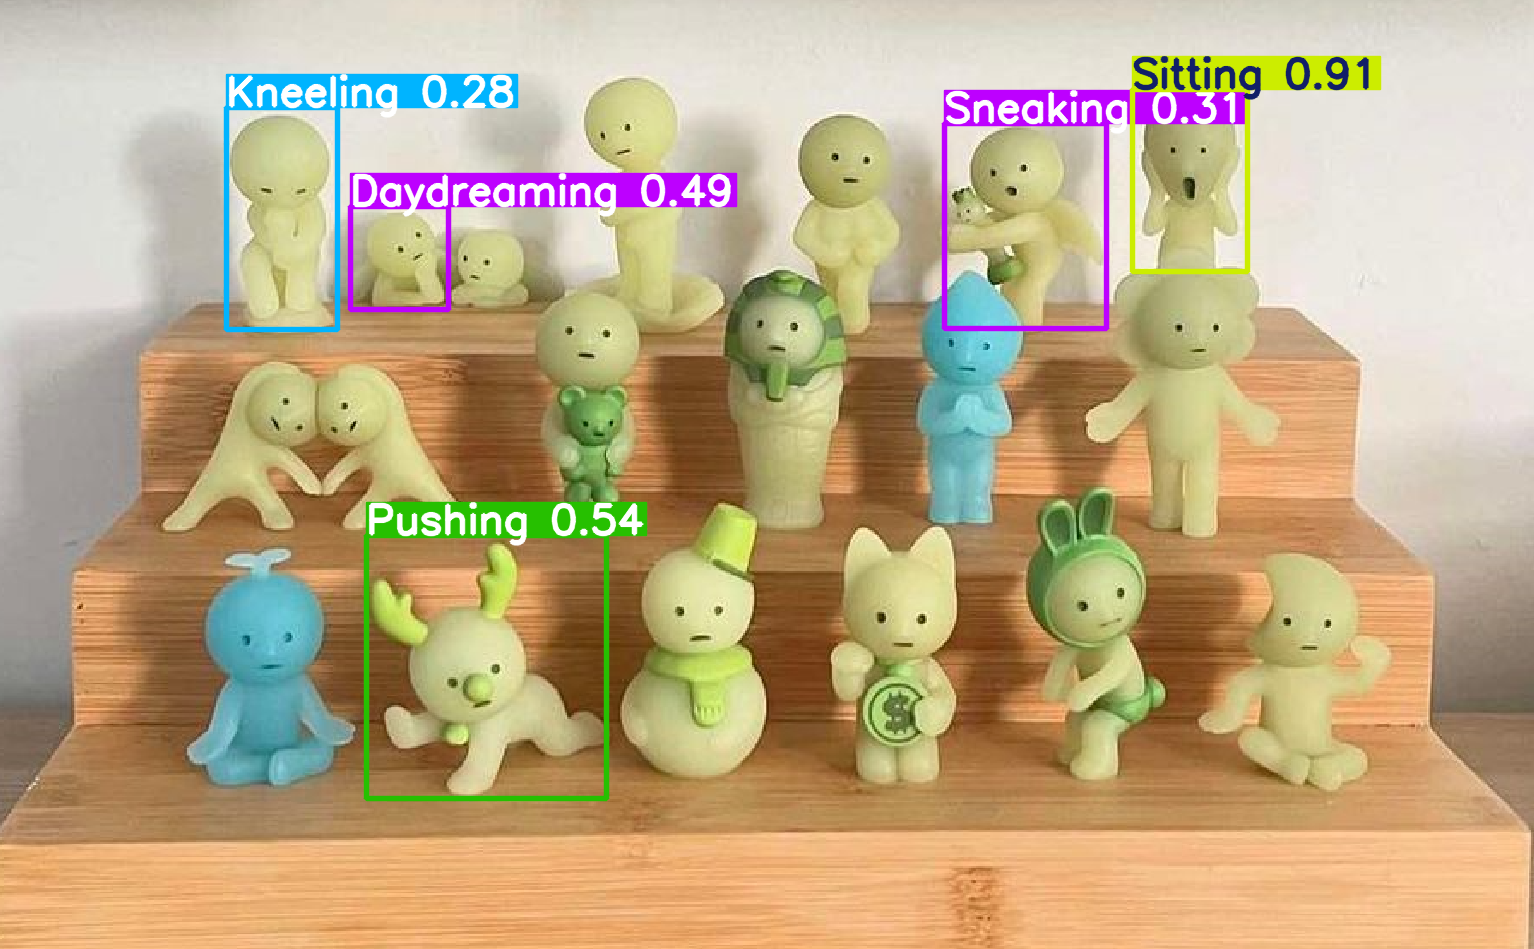 Sitting 0.91
Kneeling 0.28
Sneaking 0.31
Daydreaming 0.49
Pushing 0.54
$